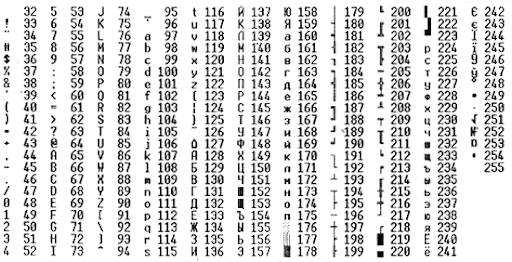 32 5 53 J 74 _ 95 t 116 Й 137 Ю 158 │ 179 ╚ 200 ▌ 221 Є 242
! 33 6 54 K 75 ` 96 u 117 К 138 Я 159 ┤ 180 ╔ 201 ▐ 222 є 243
" 34 7 55 L 76 a 97 v 118 Л 139 а 160 ╡ 181 ╩ 202 ▀ 223 Ї 244
# 35 8 56 M 77 b 98 w 119 М 140 б 161 ╢ 182 ╦ 203 р 224 ї 245
$ 36 9 57 N 78 c 99 x 120 Н 141 в 162 ╖ 183 ╠ 204 с 225 Ў 246
% 37 : 58 O 79 d 100 y 121 О 142 г 163 ╕ 184 ═ 205 т 226 ў 247
& 38 ; 59 P 80 e 101 z 122 П 143 д 164 ╣ 185 ╬ 206 у 227 ° 248
' 39 < 60 Q 81 f 102 { 123 Р 144 е 165 ║ 186 ╧ 207 ф 228 ∙ 249
( 40 = 61 R 82 g 103 | 124 С 145 ж 166 ╗ 187 ╨ 208 х 229 · 250
) 41 > 62 S 83 h 104 } 125 Т 146 з 167 ╝ 188 ╤ 209 ц 230 √ 251
* 42 ? 63 T 84 i 105 ~ 126 У 147 и 168 ╜ 189 ╥ 210 ч 231 № 252
+ 43 @ 64 U 85 j 106 ⌂ 127 Ф 148 й 169 ╛ 190 ╙ 211 ш 232 ¤ 253
, 44 A 65 V 86 k 107 А 128 Х 149 к 170 ┐ 191 ╘ 212 щ 233 ■ 254
- 45 B 66 W 87 l 108 Б 129 Ц 150 л 171 └ 192 ╒ 213 ъ 234 255
. 46 C 67 X 88 m 109 В 130 Ч 151 м 172 ┴ 193 ╓ 214 ы 235
/ 47 D 68 Y 89 n 110 Г 131 Ш 152 н 173 ┬ 194 ╫ 215 ь 236
0 48 E 69 Z 90 o 111 Д 132 Щ 153 о 174 ├ 195 ╪ 216 э 237
1 49 F 70 [ 91 p 112 Е 133 Ъ 154 п 175 ─ 196 ┘ 217 ю 238
2 50 G 71 \ 92 q 113 Ж 134 Ы 155 ░ 176 ┼ 197 ┌ 218 я 239
3 51 H 72 ] 93 r 114 З 135 Ь 156 ▒ 177 ╞ 198 █ 219 Ё 240
4 52 I 73 ^ 94 s 115 И 136 Э 157 ▓ 178 ╟ 199 ▄ 220 ё 241